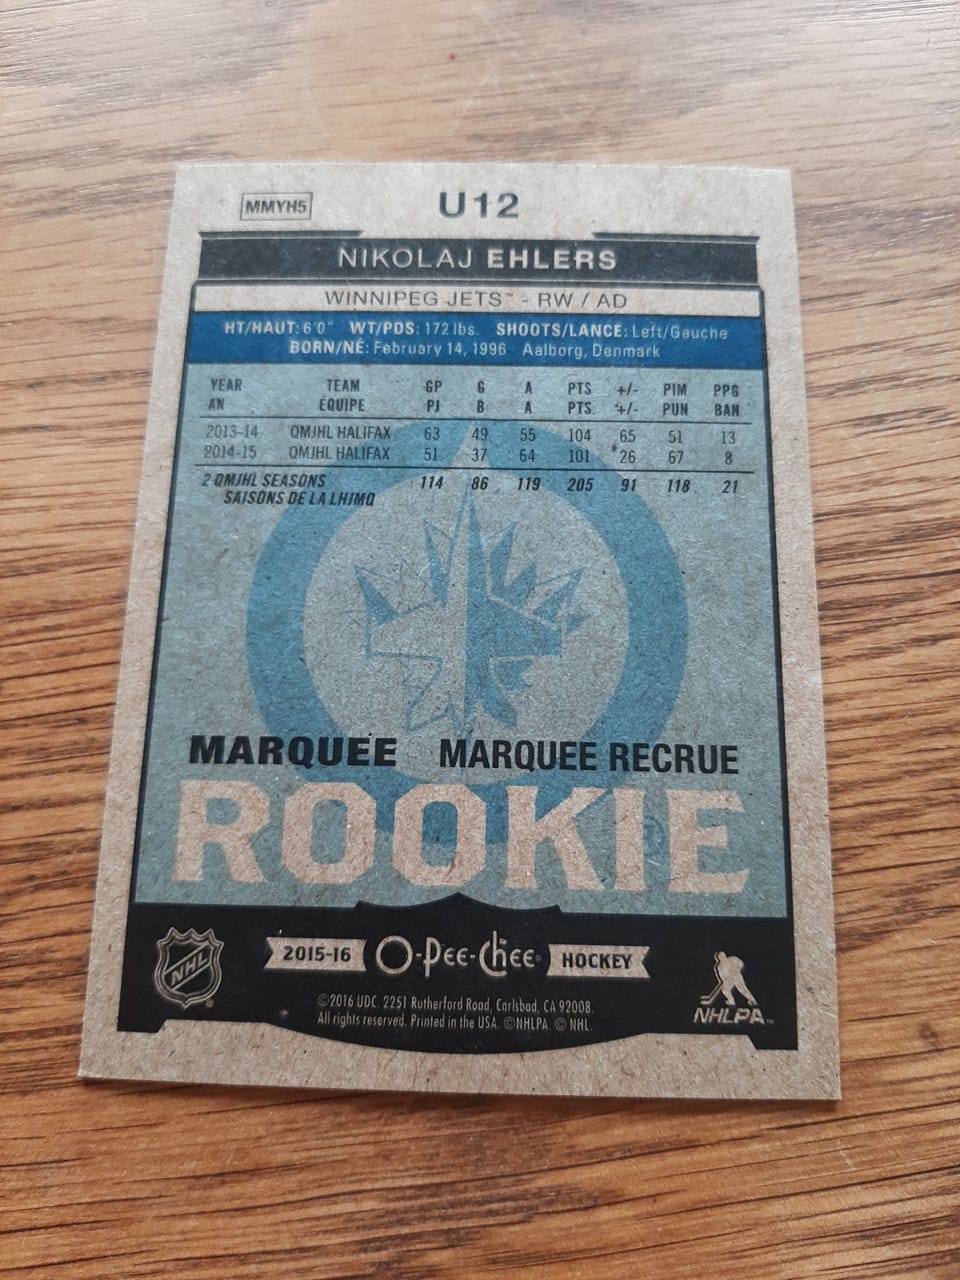 MMYH5
U12
NIKOLAJ EHLERS
WINNIPEG JETS™ - RW / AD
HT/HAUT: 6'0" WT/PDS: 172 lbs. SHOOTS/LANCE: Left/Gauche
BORN/NÉ: February 14, 1996 Aalborg, Denmark
YEAR TEAM GP G A PTS +/- PIM PPG
AN ÉQUIPE PJ B A PTS +/- PUN BAN
2013-14 QMJHL HALIFAX 63 49 55 104 65 51 13
2014-15 QMJHL HALIFAX 51 37 64 101 *26 67 8
2 QMJHL SEASONS 114 86 119 205 91 118 21
SAISONS DE LA LHJMQ
MARQUEE MARQUEE RECRUE
ROOKIE
NHL ®
2015-16 O-Pee-Chee® HOCKEY
NHLPA™
©2016 UDC. 2251 Rutherford Road, Carlsbad, CA 92008.
All rights reserved. Printed in the USA. ©NHLPA. © NHL.